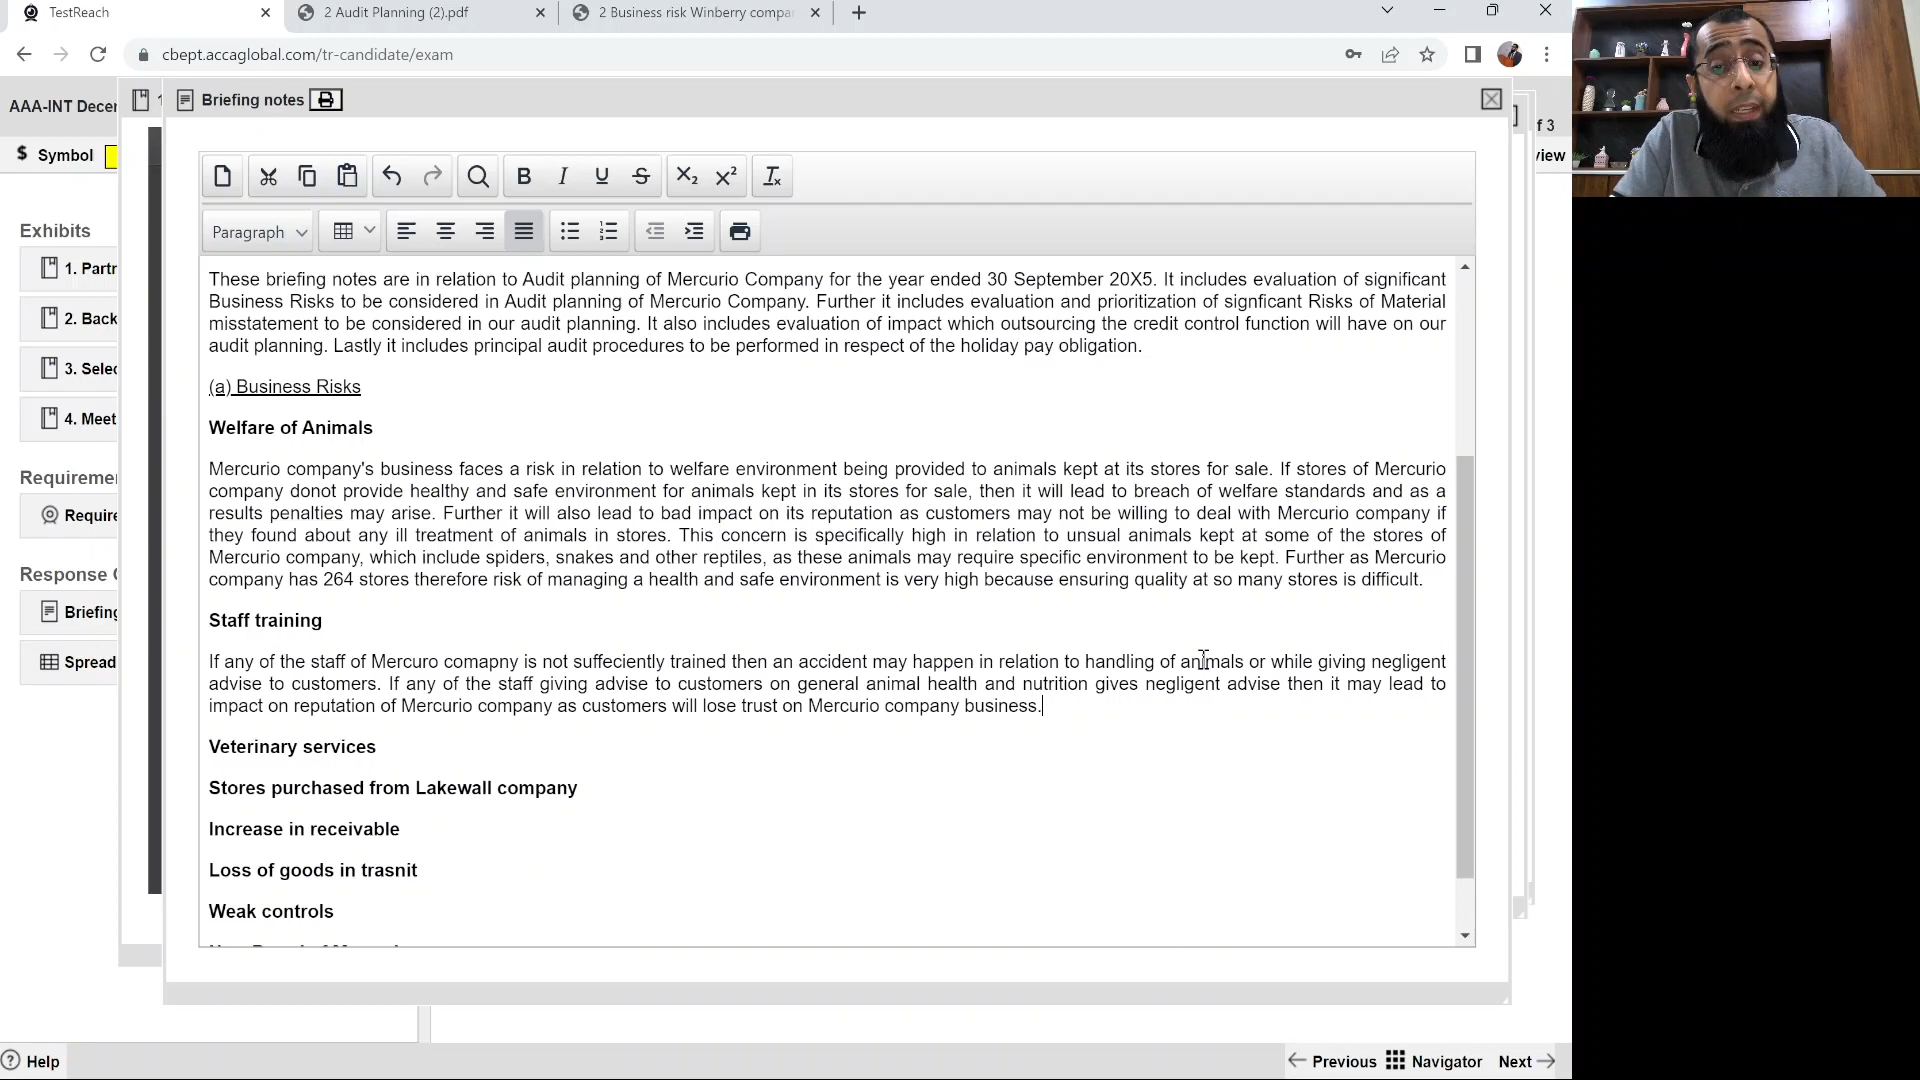 TestReach
2 Audit Planning (2).pdf
2 Business risk Winberry compar
cbept.accaglobal.com/tr-candidate/exam
AAA-INT Decer
Briefing notes
f 3
$ Symbol
view
Paragraph
Exhibits
1. Partr
2. Back
3. Selec
4. Meet
Requiremer
Require
Response
Briefing
Spread
These briefing notes are in relation to Audit planning of Mercurio Company for the year ended 30 September 20X5. It includes evaluation of significant
Business Risks to be considered in Audit planning of Mercurio Company. Further it includes evaluation and prioritization of signficant Risks of Material
misstatement to be considered in our audit planning. It also includes evaluation of impact which outsourcing the credit control function will have on our
audit planning. Lastly it includes principal audit procedures to be performed in respect of the holiday pay obligation.
(a) Business Risks
Welfare of Animals
Mercurio company's business faces a risk in relation to welfare environment being provided to animals kept at its stores for sale. If stores of Mercurio
company donot provide healthy and safe environment for animals kept in its stores for sale, then it will lead to breach of welfare standards and as a
results penalties may arise. Further it will also lead to bad impact on its reputation as customers may not be willing to deal with Mercurio company if
they found about any ill treatment of animals in stores. This concern is specifically high in relation to unsual animals kept at some of the stores of
Mercurio company, which include spiders, snakes and other reptiles, as these animals may require specific environment to be kept. Further as Mercurio
company has 264 stores therefore risk of managing a health and safe environment is very high because ensuring quality at so many stores is difficult.
Staff training
If any of the staff of Mercuro comapny is not suffeciently trained then an accident may happen in relation to handling of animals or while giving negligent
advise to customers. If any of the staff giving advise to customers on general animal health and nutrition gives negligent advise then it may lead to
impact on reputation of Mercurio company as customers will lose trust on Mercurio company business.
Veterinary services
Stores purchased from Lakewall company
Increase in receivable
Loss of goods in trasnit
Weak controls
Help
Previous
Navigator
Next